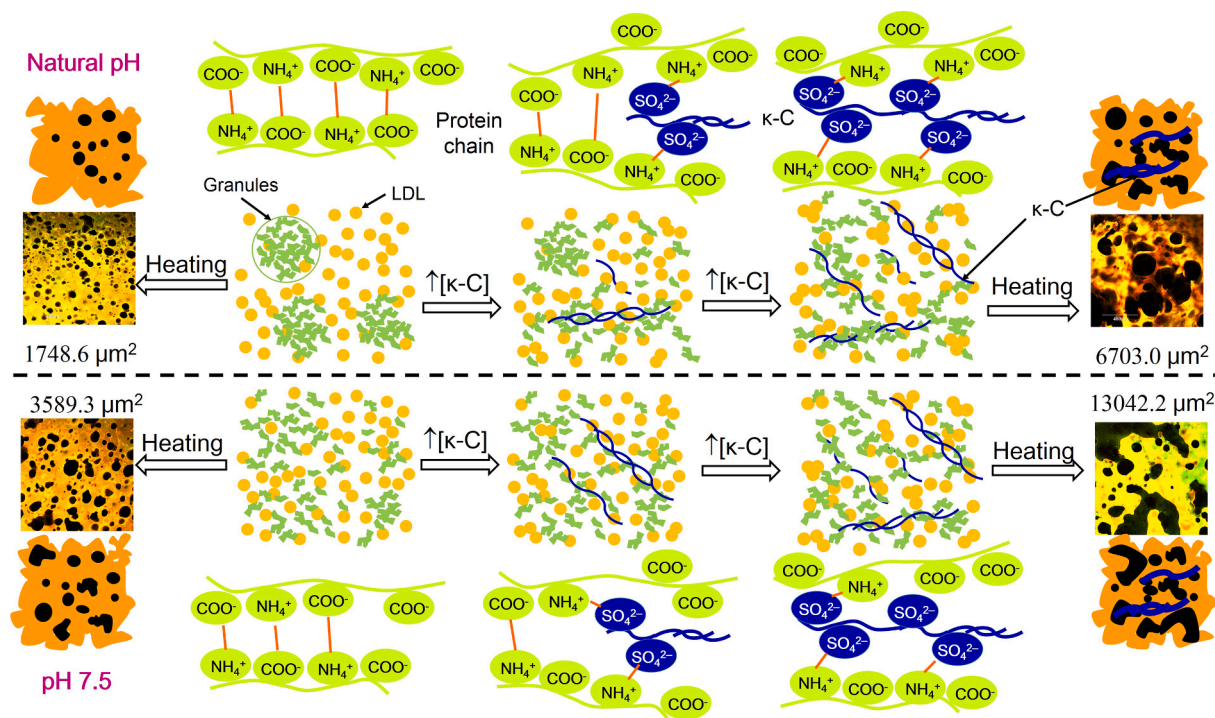 Natural pH
COO⁻ NH₄⁺ COO⁻ NH₄⁺ COO⁻
NH₄⁺ COO⁻ NH₄⁺ COO⁻
Protein
chain
COO⁻
COO⁻ NH₄⁺ NH₄⁺ COO⁻
SO₄²⁻
SO₄²⁻
NH₄⁺ COO⁻ NH₄⁺ COO⁻
κ-C
COO⁻
COO⁻ NH₄⁺ NH₄⁺ COO⁻
SO₄²⁻ SO₄²⁻
SO₄²⁻ SO₄²⁻
NH₄⁺ COO⁻ NH₄⁺ COO⁻
Granules
LDL
κ-C
Heating
↑[κ-C]
↑[κ-C]
Heating
1748.6 µm²
6703.0 µm²
3589.3 µm²
13042.2 µm²
Heating
↑[κ-C]
↑[κ-C]
Heating
COO⁻ NH₄⁺ COO⁻ COO⁻
NH₄⁺ COO⁻ NH₄⁺ COO⁻
COO⁻
COO⁻ NH₄⁺ COO⁻
SO₄²⁻
SO₄²⁻
NH₄⁺ COO⁻ NH₄⁺ COO⁻
COO⁻ NH₄⁺ COO⁻ COO⁻
SO₄²⁻ SO₄²⁻
SO₄²⁻ SO₄²⁻
NH₄⁺ COO⁻ NH₄⁺ COO⁻
pH 7.5